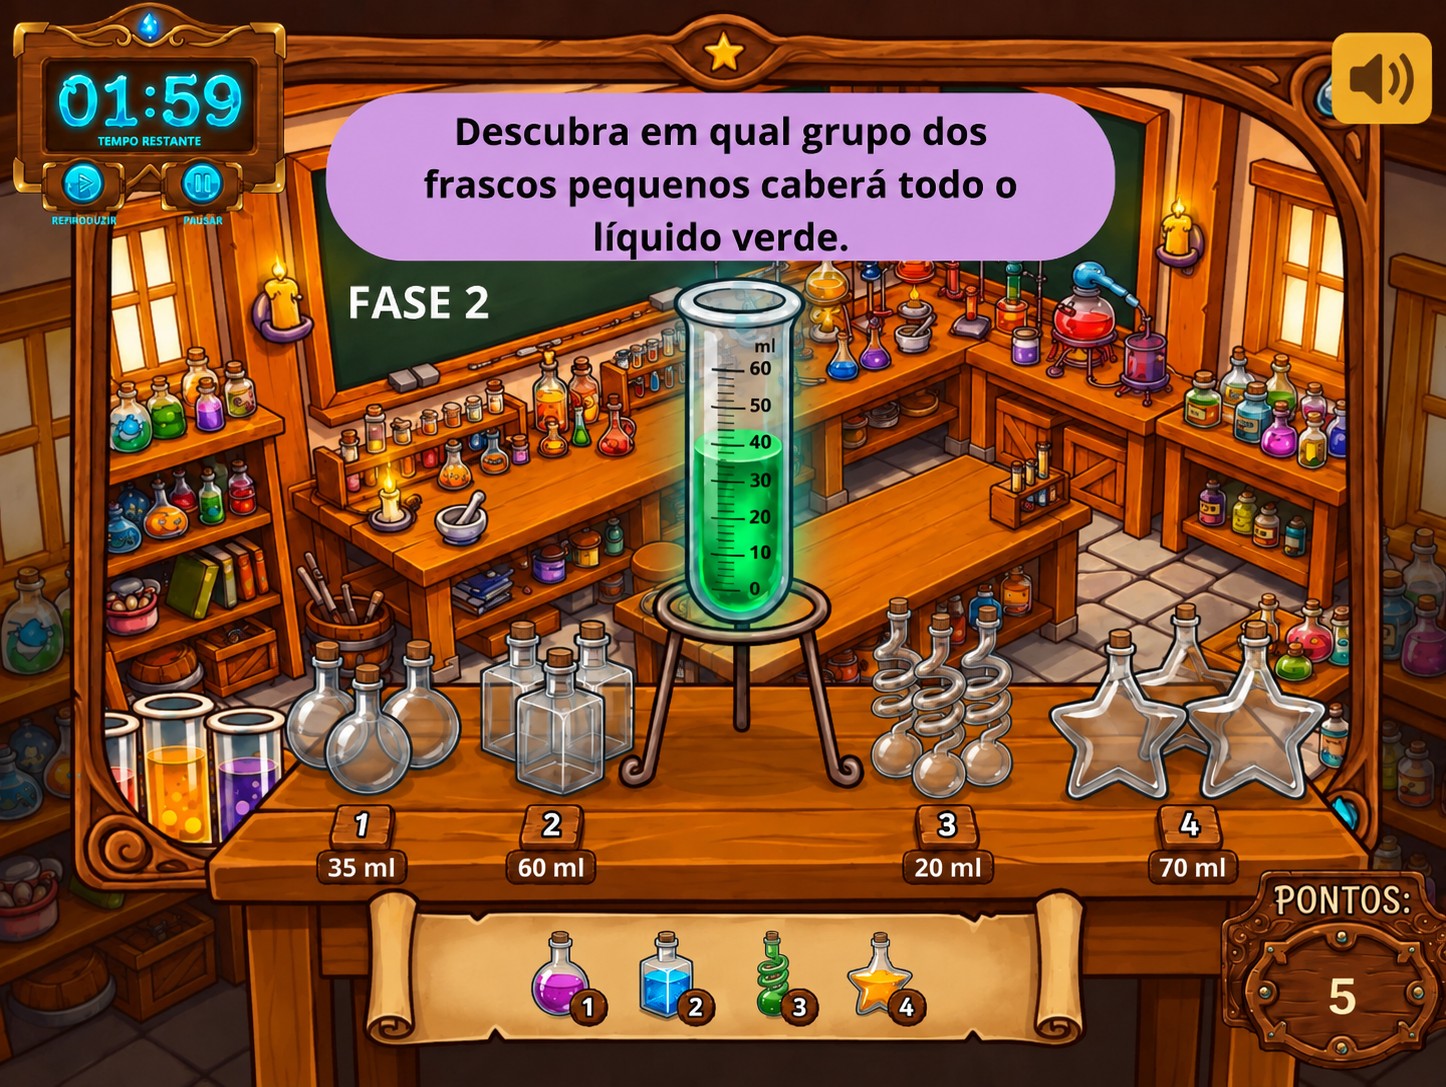 01:59
TEMPO RESTANTE
REPRODUZIR
PAUSAR
Descubra em qual grupo dos
frascos pequenos caberá todo o
líquido verde.
FASE 2
ml
60
50
40
30
20
10
0
1
2
3
4
35 ml
60 ml
20 ml
70 ml
PONTOS:
5
1
2
3
4